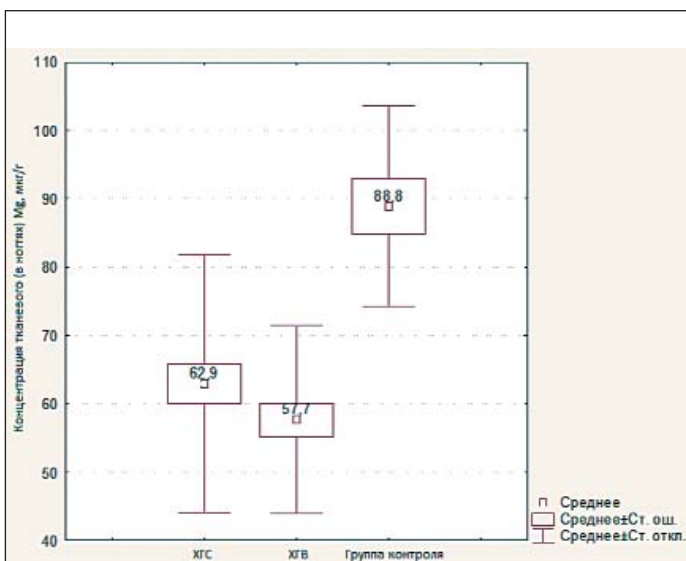 Концентрация тканевого (в ногтях) Mg, мкг/г
110
100
90
80
70
60
50
40
62,9
57,7
88,8
ХГС
ХГВ
Группа контроля
Среднее
Среднее±Ст. ош.
Среднее±Ст. откл.